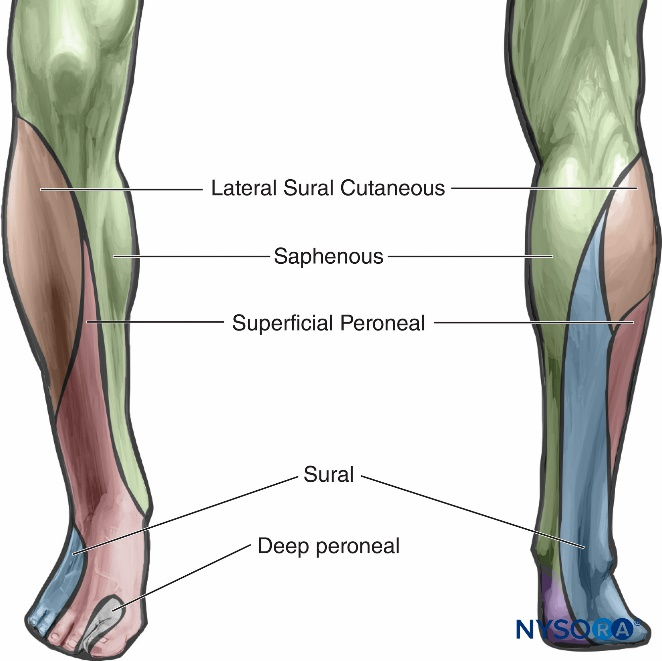 Lateral Sural Cutaneous
Saphenous
Superficial Peroneal
Sural
Deep peroneal
NYSORA